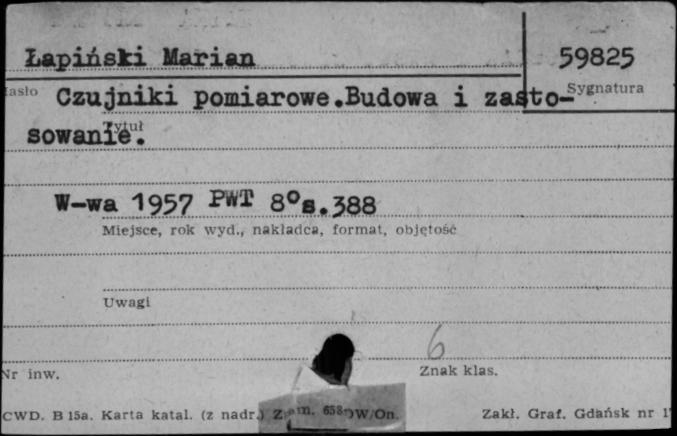 Łapiński Marian
59825
Sygnatura
Czujniki pomiarowe.Budowa i zasto-
sowanie.
Tytuł
W-wa 1957 PWT 8°s.388
Miejsce, rok wyd., nakładca, format, objętość
Uwagi
6
Nr inw.
Znak klas.
CWD. B 15a. Karta katal. (z nadr.)
Zakł. Graf. Gdańsk nr